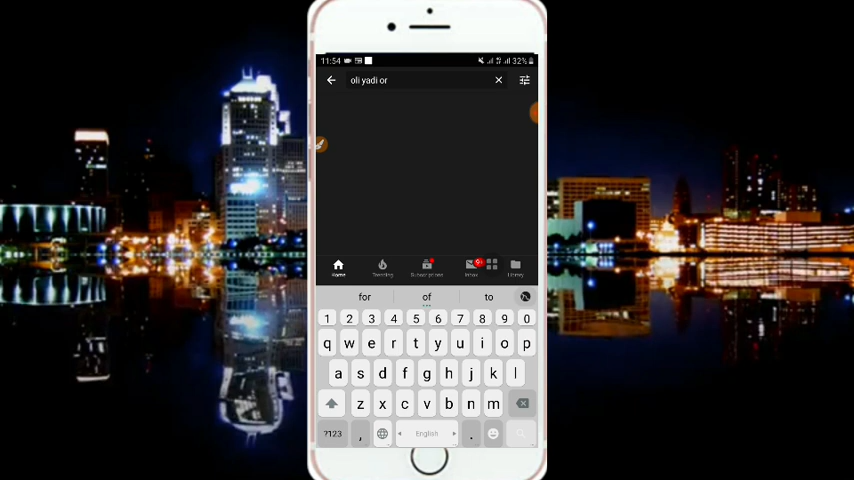 11:54 32%
oli yadi or
Home Trending Subscriptions Inbox Library
for of to
1 2 3 4 5 6 7 8 9 0
q w e r t y u i o p
a s d f g h j k l
z x c v b n m
?123 , English .